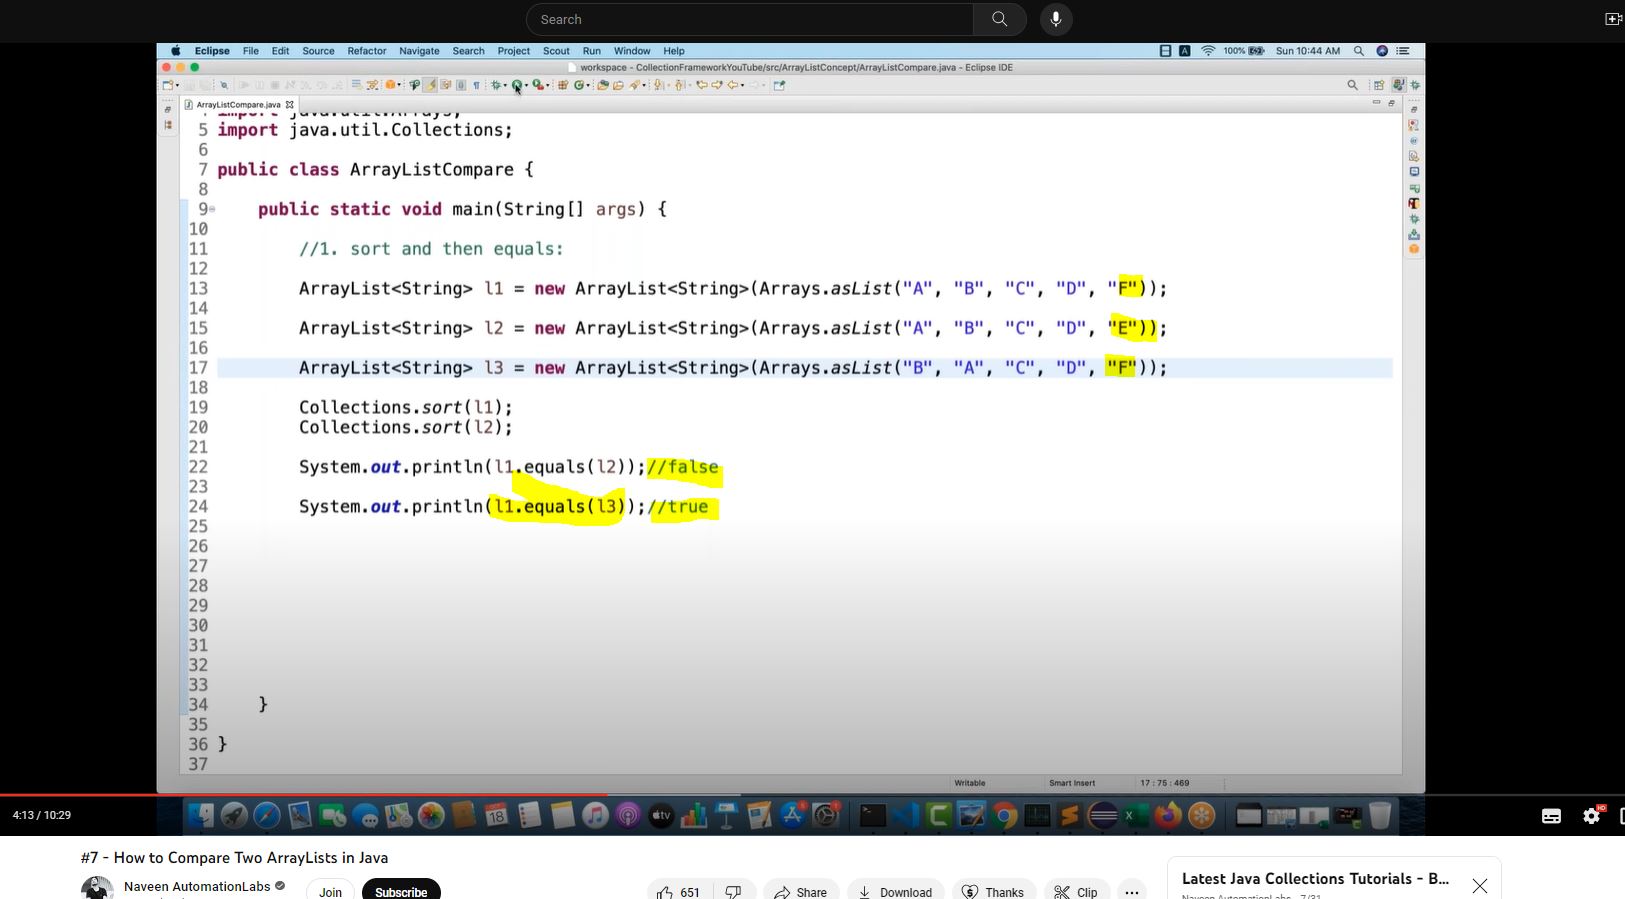 Search
Eclipse File Edit Source Refactor Navigate Search Project Scout Run Window Help
100% Sun 10:44 AM
workspace - CollectionFrameworkYouTube/src/ArrayListConcept/ArrayListCompare.java - Eclipse IDE
ArrayListCompare.java
4 import java.util.Arrays;
5 import java.util.Collections;
6
7 public class ArrayListCompare {
8
9 public static void main(String[] args) {
10
11 //1. sort and then equals:
12
13 ArrayList<String> l1 = new ArrayList<String>(Arrays.asList("A", "B", "C", "D", "F"));
14
15 ArrayList<String> l2 = new ArrayList<String>(Arrays.asList("A", "B", "C", "D", "E"));
16
17 ArrayList<String> l3 = new ArrayList<String>(Arrays.asList("B", "A", "C", "D", "F"));
18
19 Collections.sort(l1);
20 Collections.sort(l2);
21
22 System.out.println(l1.equals(l2));//false
23
24 System.out.println(l1.equals(l3));//true
25
26
27
28
29
30
31
32
33
34 }
35
36 }
37
Writable Smart Insert 17 : 75 : 469
18
tv
4:13 / 10:29
HD
#7 - How to Compare Two ArrayLists in Java
Naveen AutomationLabs
Join Subscribe 651 Share Download Thanks Clip
Latest Java Collections Tutorials - B...
Naveen AutomationLabs - 7/31